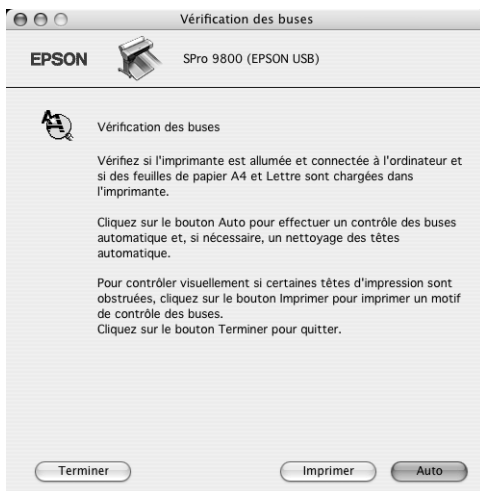 Vérification des buses
EPSON
SPro 9800 (EPSON USB)
Vérification des buses
Vérifiez si l'imprimante est allumée et connectée à l'ordinateur et
si des feuilles de papier A4 et Lettre sont chargées dans
l'imprimante.
Cliquez sur le bouton Auto pour effectuer un contrôle des buses
automatique et, si nécessaire, un nettoyage des têtes
automatique.
Pour contrôler visuellement si certaines têtes d'impression sont
obstruées, cliquez sur le bouton Imprimer pour imprimer un motif
de contrôle des buses.
Cliquez sur le bouton Terminer pour quitter.
Terminer
Imprimer
Auto